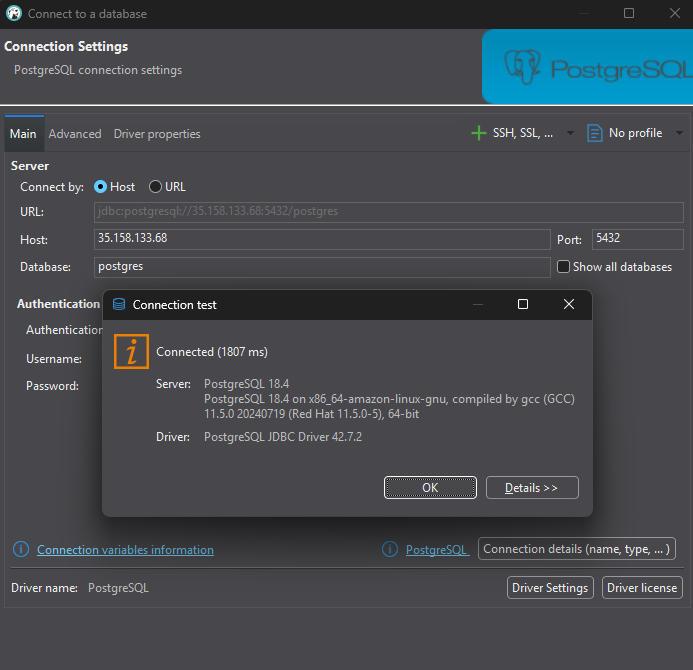 Connect to a database
Connection Settings
PostgreSQL connection settings
PostgreSQL
Main
Advanced
Driver properties
SSH, SSL, ...
No profile
Server
Connect by:
Host
URL
URL:
jdbc:postgresql://35.158.133.68:5432/postgres
Host:
35.158.133.68
Port:
5432
Database:
postgres
Show all databases
Authentication
Authentication
Username:
Password:
Connection test
Connected (1807 ms)
Server:
PostgreSQL 18.4
PostgreSQL 18.4 on x86_64-amazon-linux-gnu, compiled by gcc (GCC)
11.5.0 20240719 (Red Hat 11.5.0-5), 64-bit
Driver:
PostgreSQL JDBC Driver 42.7.2
OK
Details >>
Connection variables information
PostgreSQL
Connection details (name, type, ... )
Driver name:
PostgreSQL
Driver Settings
Driver license